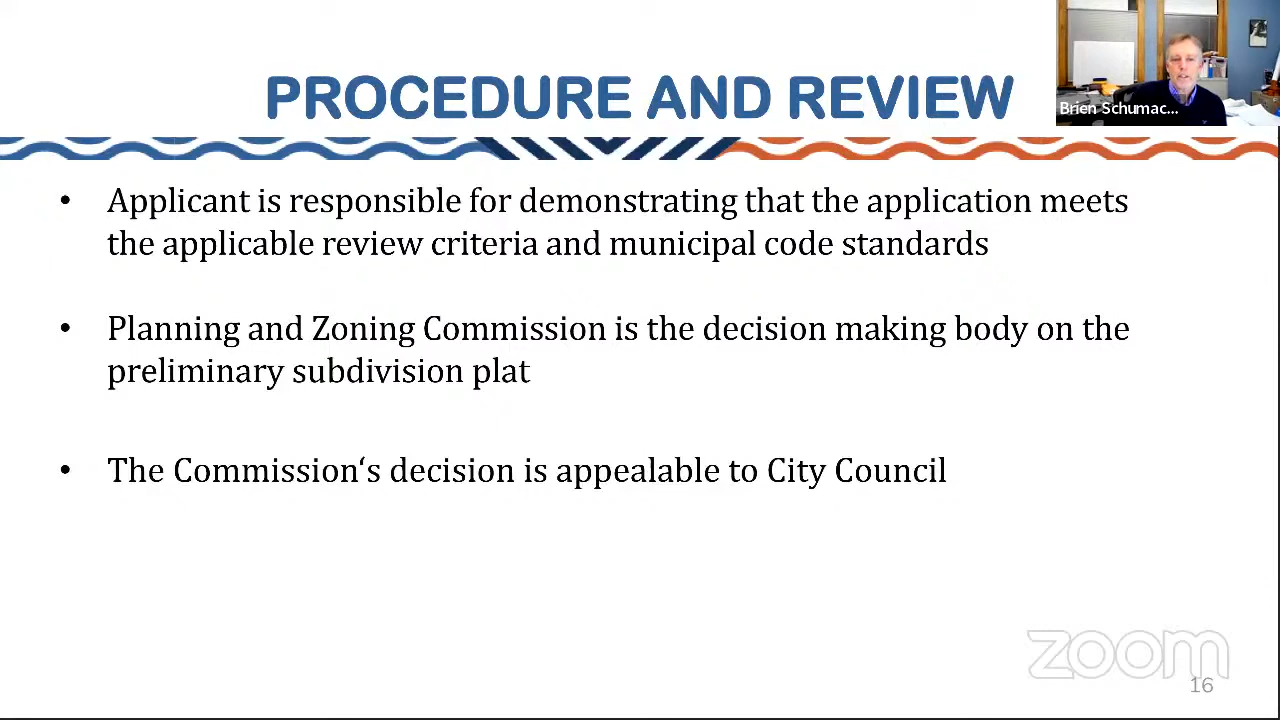 PROCEDURE AND REVIEW
Brien Schumac...
• Applicant is responsible for demonstrating that the application meets
the applicable review criteria and municipal code standards
• Planning and Zoning Commission is the decision making body on the
preliminary subdivision plat
• The Commission‘s decision is appealable to City Council
zoom
16